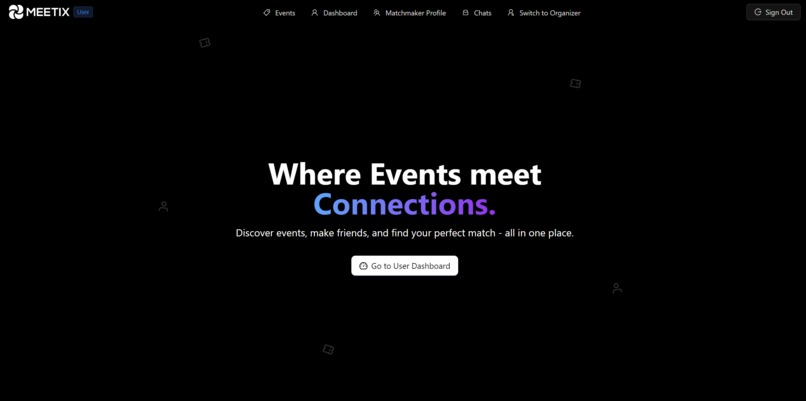 MEETIX User Events Dashboard Matchmaker Profile Chats Switch to Organizer Sign Out
Where Events meet
Connections.
Discover events, make friends, and find your perfect match - all in one place.
Go to User Dashboard